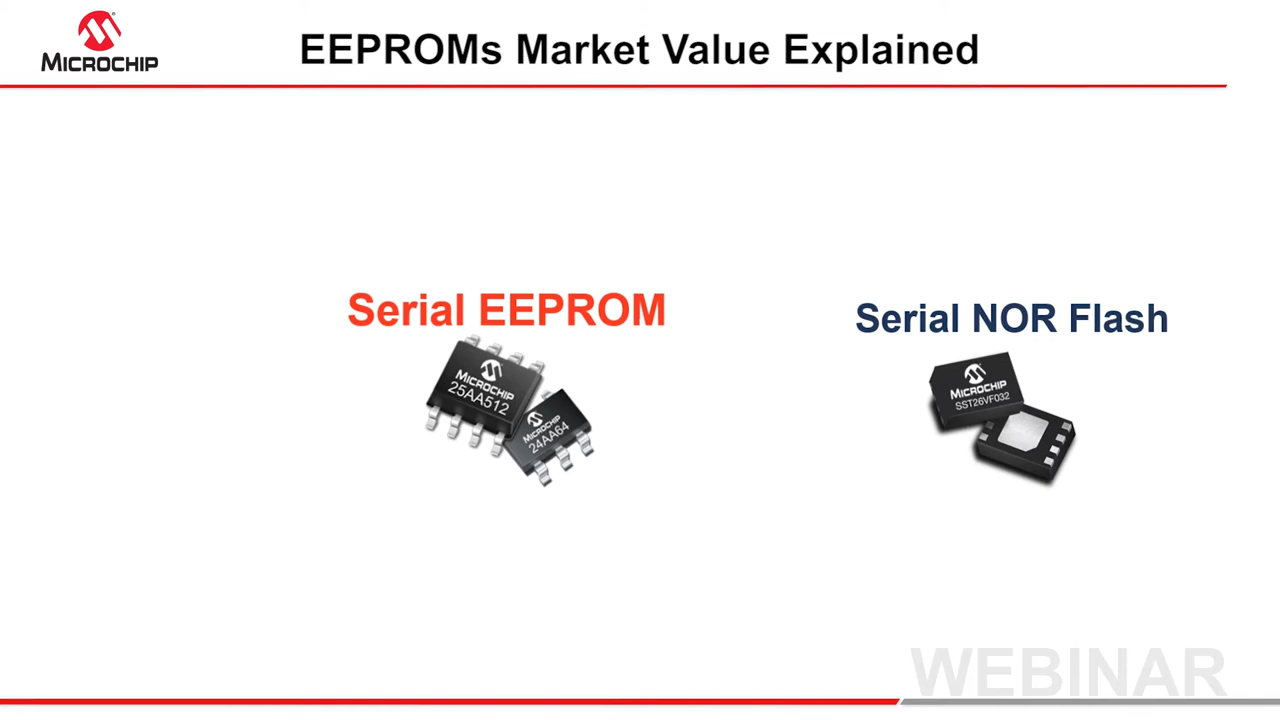 MICROCHIP
EEPROMs Market Value Explained
Serial EEPROM
MICROCHIP
25AA512
MICROCHIP
24AA64
Serial NOR Flash
MICROCHIP
SST26VF032
WEBINAR